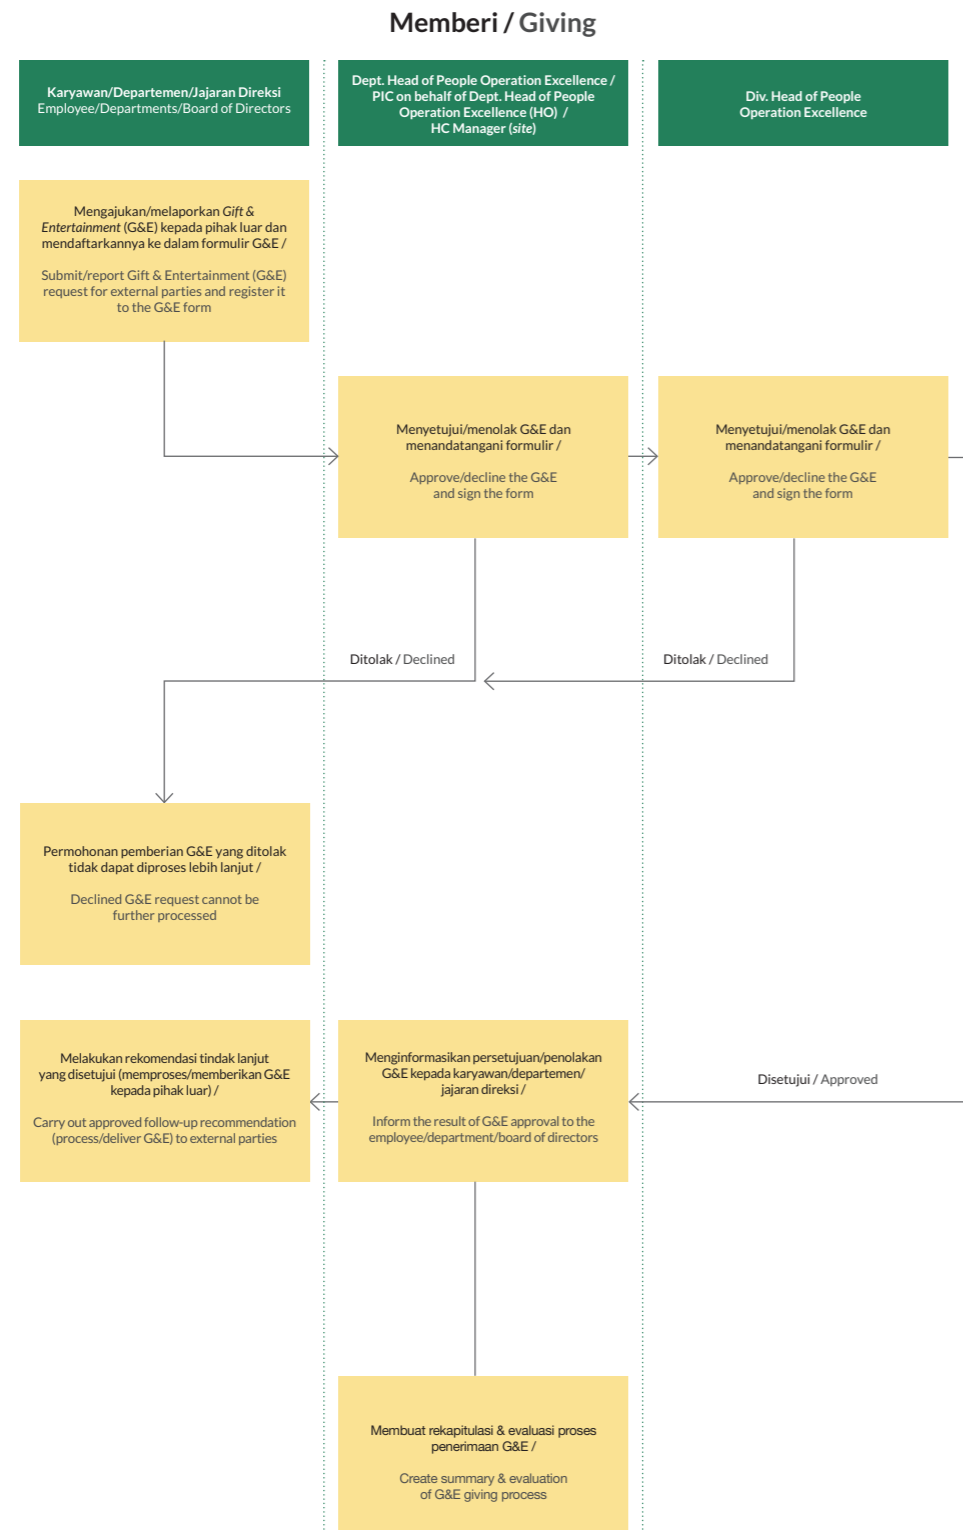 Memberi / Giving
Karyawan/Departemen/Jajaran Direksi
Employee/Departments/Board of Directors
Dept. Head of People Operation Excellence /
PIC on behalf of Dept. Head of People
Operation Excellence (HO) /
HC Manager (site)
Div. Head of People
Operation Excellence
Mengajukan/melaporkan Gift &
Entertainment (G&E) kepada pihak luar dan
mendaftarkannya ke dalam formulir G&E /
Submit/report Gift & Entertainment (G&E)
request for external parties and register it
to the G&E form
Menyetujui/menolak G&E dan
menandatangani formulir /
Approve/decline the G&E
and sign the form
Menyetujui/menolak G&E dan
menandatangani formulir /
Approve/decline the G&E
and sign the form
Ditolak / Declined
Ditolak / Declined
Permohonan pemberian G&E yang ditolak
tidak dapat diproses lebih lanjut /
Declined G&E request cannot be
further processed
Melakukan rekomendasi tindak lanjut
yang disetujui (memproses/memberikan G&E
kepada pihak luar) /
Carry out approved follow-up recommendation
(process/deliver G&E) to external parties
Menginformasikan persetujuan/penolakan
G&E kepada karyawan/departemen/
jajaran direksi /
Inform the result of G&E approval to the
employee/department/board of directors
Disetujui / Approved
Membuat rekapitulasi & evaluasi proses
penerimaan G&E /
Create summary & evaluation
of G&E giving process